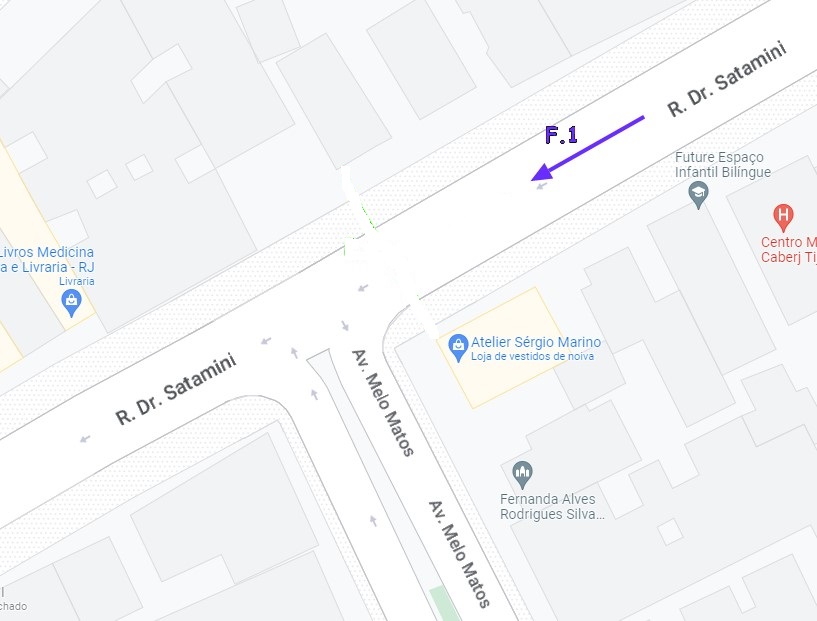 R. Dr. Satamini
F.1
Future Espaço
Infantil Bilíngue
Centro M
Caberj Tij
Livros Medicina
a e Livraria - RJ
Livraria
Atelier Sérgio Marino
Loja de vestidos de noiva
R. Dr. Satamini
Av. Melo Matos
Fernanda Alves
Rodrigues Silva...
Av. Melo Matos
l
chado